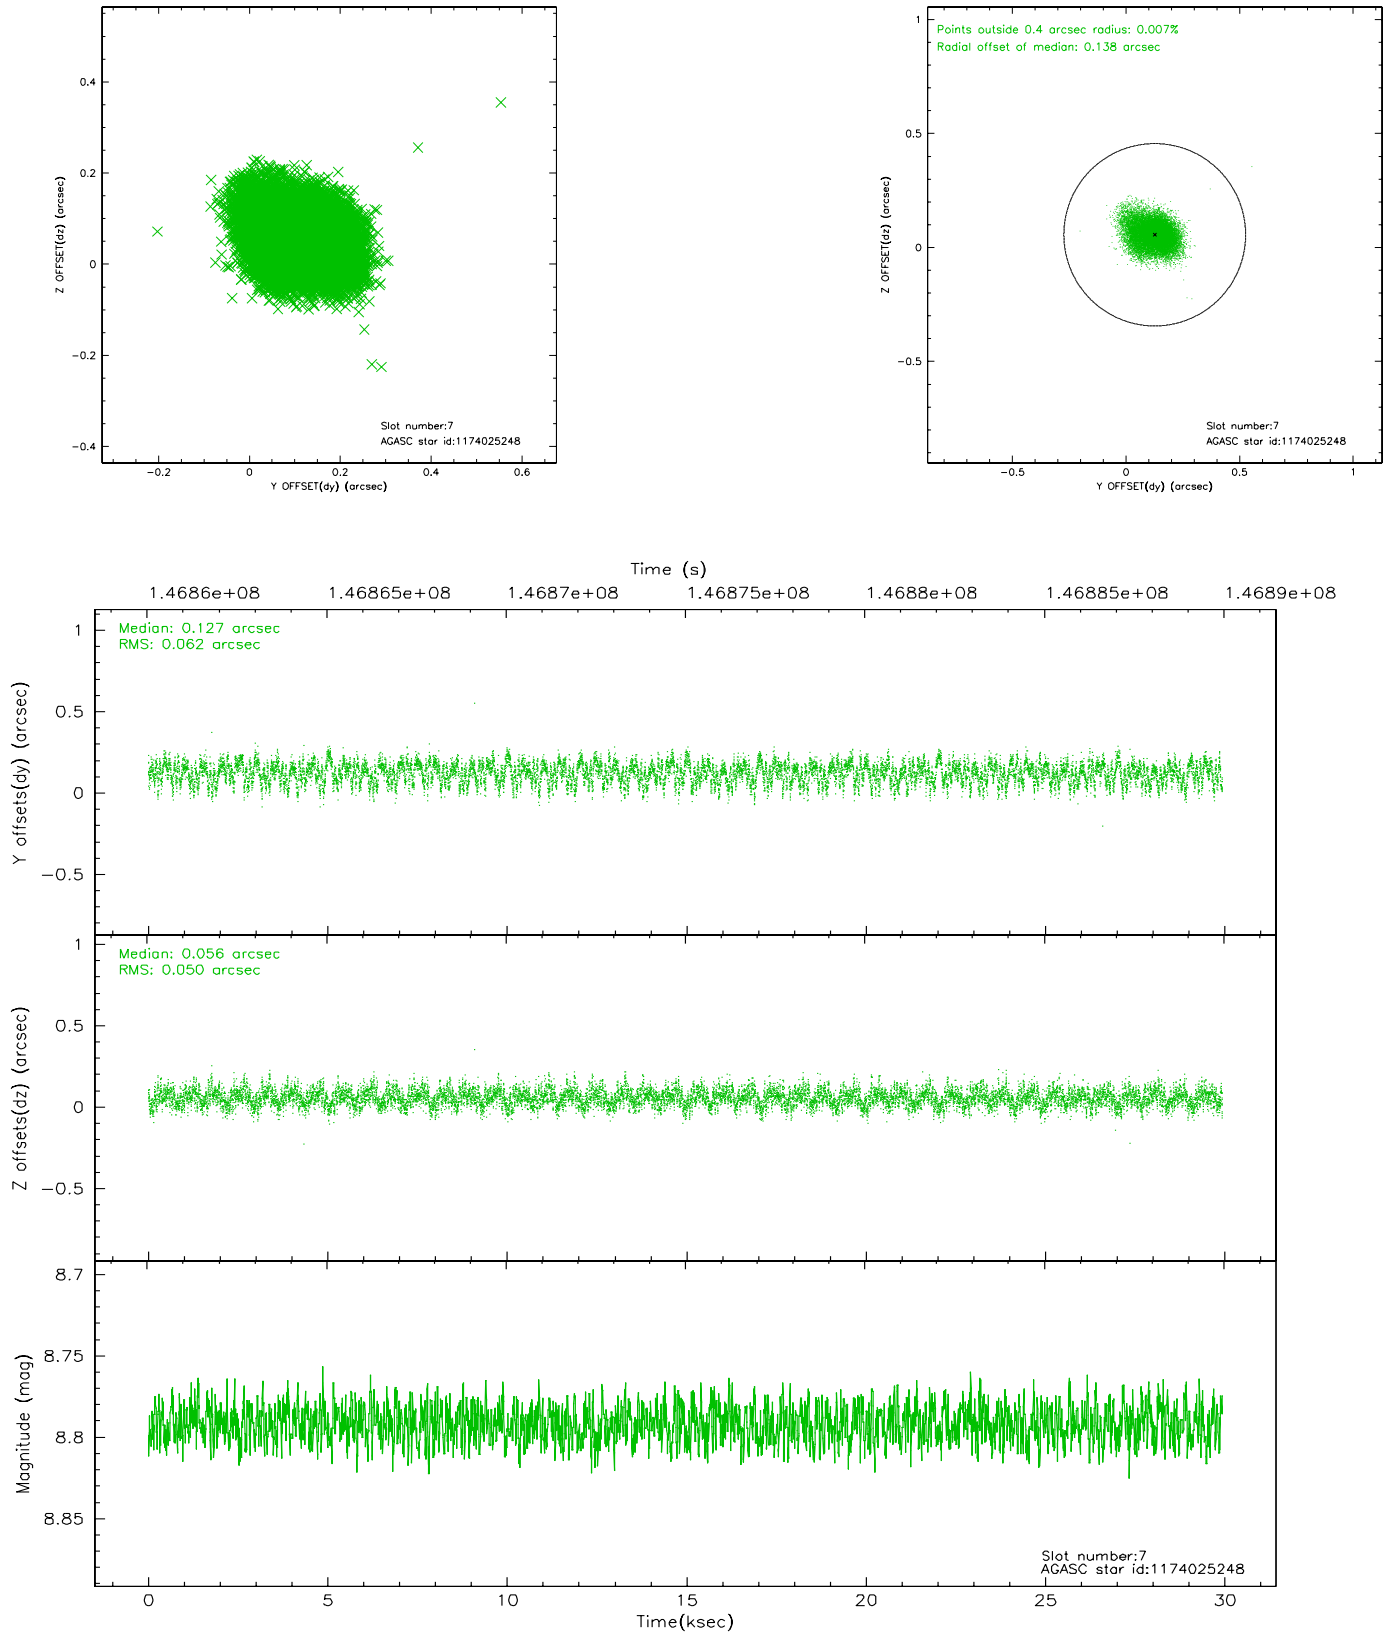 0.4
0.2
0
−0.2
−0.4
Z OFFSET(dz) (arcsec)
Slot number:7
AGASC star id:1174025248
−0.2 0 0.2 0.4 0.6
Y OFFSET(dy) (arcsec)
Points outside 0.4 arcsec radius: 0.007%
Radial offset of median: 0.138 arcsec
1
0.5
0
−0.5
Z OFFSET(dz) (arcsec)
Slot number:7
AGASC star id:1174025248
−0.5 0 0.5 1
Y OFFSET(dy) (arcsec)
Time (s)
1.4686e+08 1.46865e+08 1.4687e+08 1.46875e+08 1.4688e+08 1.46885e+08 1.4689e+08
Median: 0.127 arcsec
RMS: 0.062 arcsec
1
0.5
0
−0.5
Y offsets(dy) (arcsec)
Median: 0.056 arcsec
RMS: 0.050 arcsec
1
0.5
0
−0.5
Z offsets(dz) (arcsec)
8.7
8.75
8.8
8.85
Magnitude (mag)
Slot number:7
AGASC star id:1174025248
0 5 10 15 20 25 30
Time(ksec)